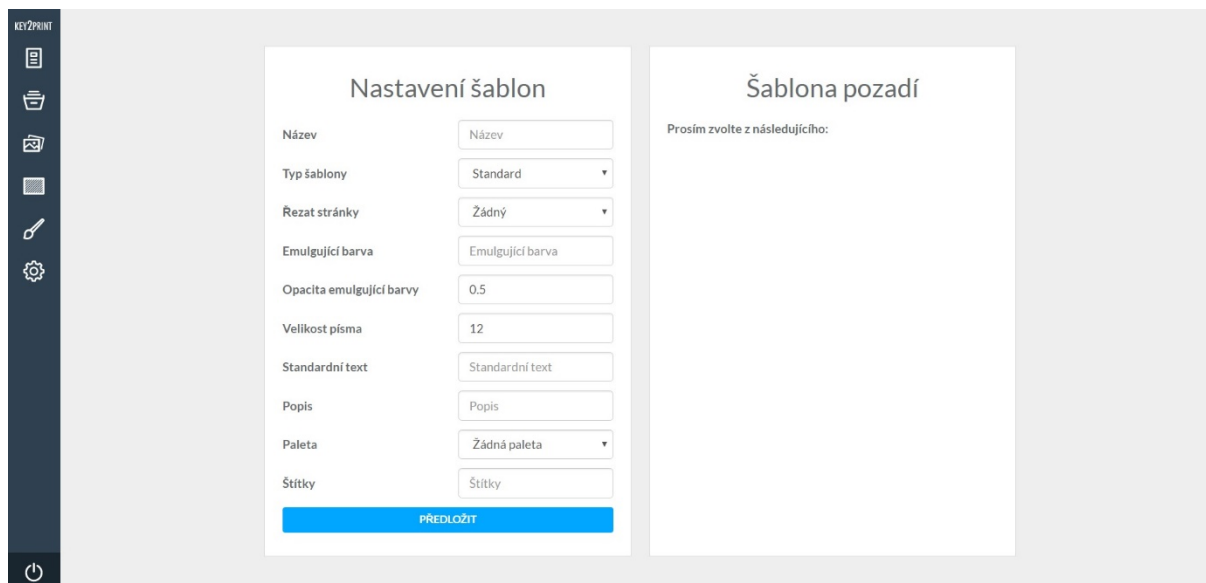 KEY2PRINT
Nastavení šablon
Název Název
Typ šablony Standard
Řezat stránky Žádný
Emulgující barva Emulgující barva
Opacita emulgující barvy 0.5
Velikost písma 12
Standardní text Standardní text
Popis Popis
Paleta Žádná paleta
Štítky Štítky
PŘEDLOŽIT
Šablona pozadí
Prosím zvolte z následujícího: